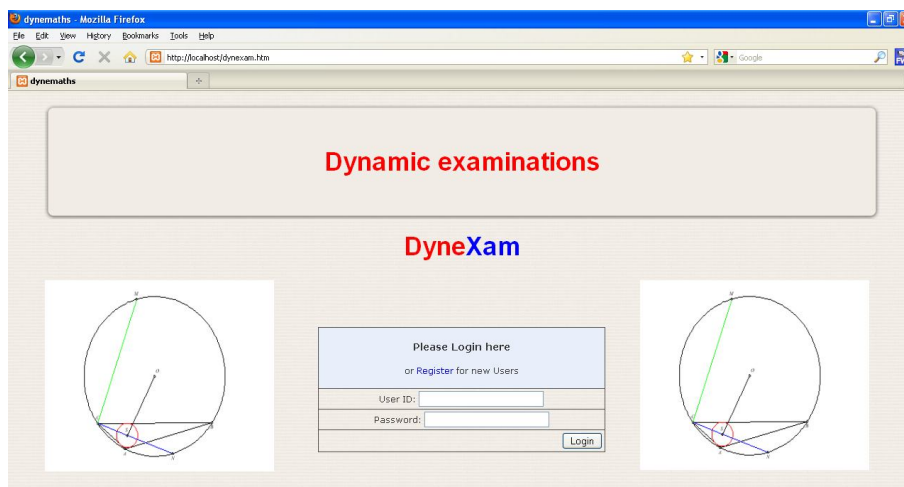 dynemaths - Mozilla Firefox
File Edit View History Bookmarks Tools Help
http://localhost/dynexam.htm
Google
dynemaths
Dynamic examinations
DyneXam
Please Login here
or Register for new Users
User ID:
Password:
Login